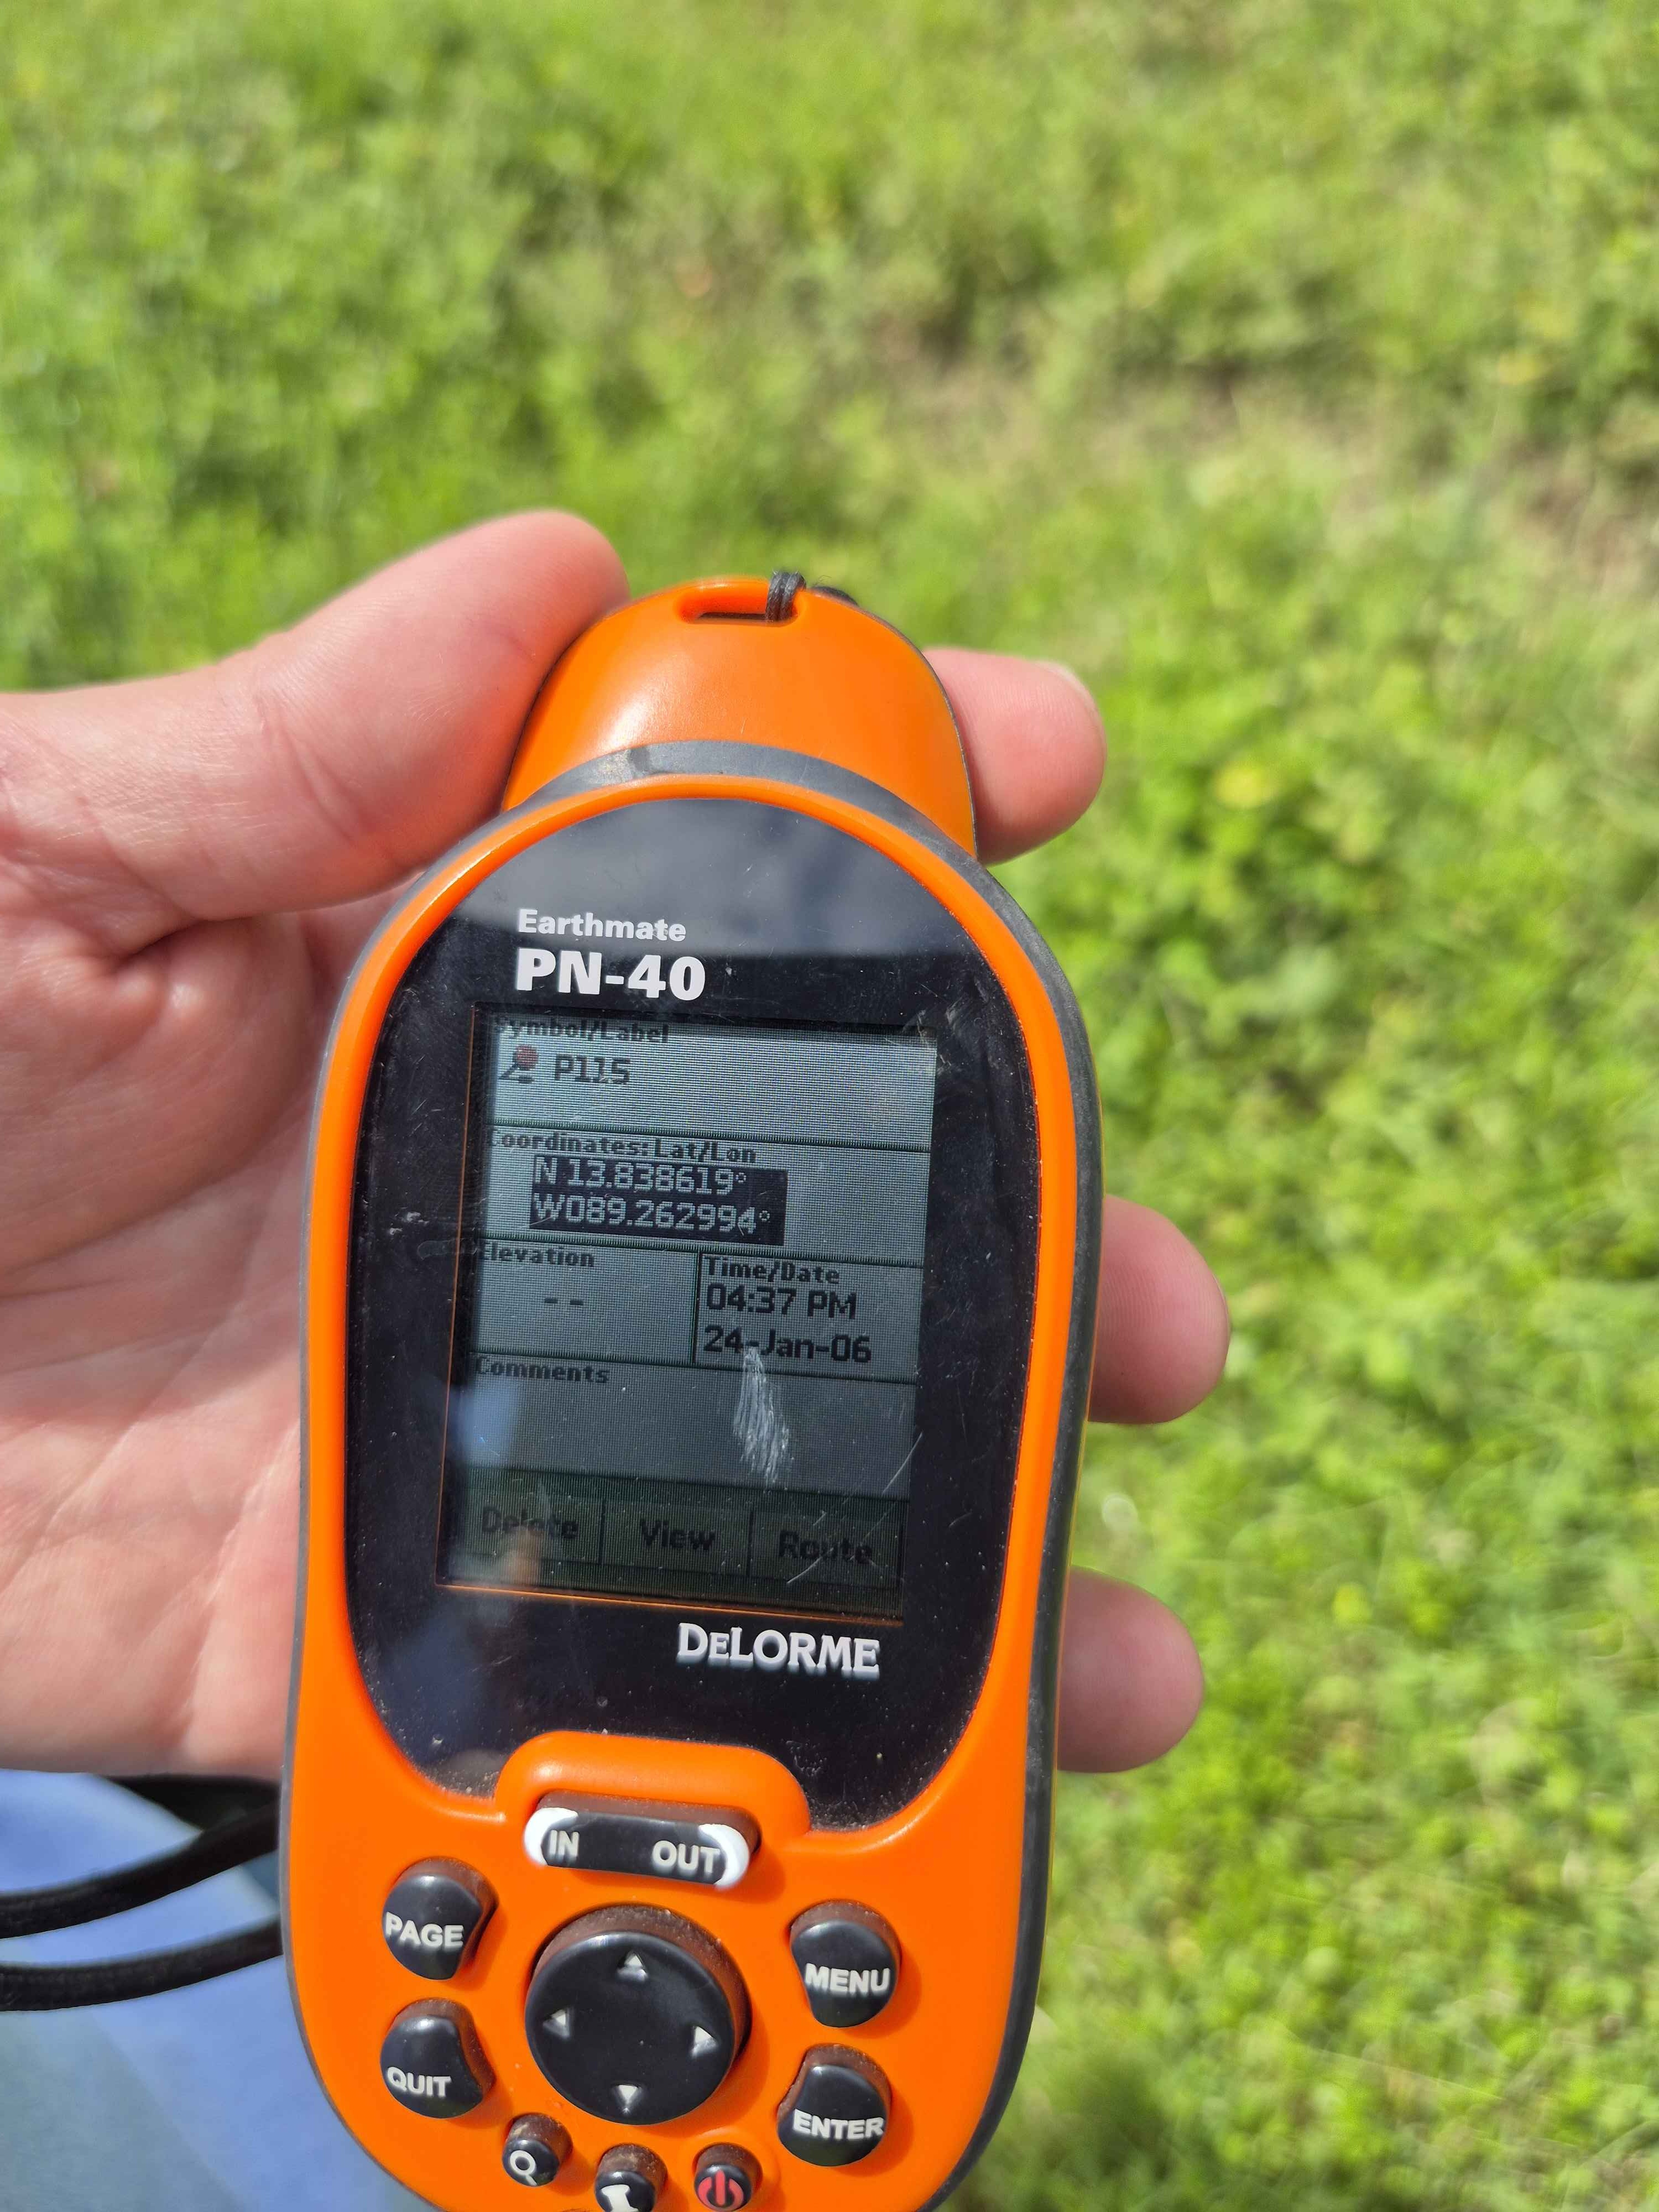 Earthmate
PN-40
Symbol/Label
P115
Coordinates: Lat/Lon
N 13.838619°
W089.262994°
Elevation
--
Time/Date
04:37 PM
24-Jan-06
Comments
Delete View Route
DELORME
IN OUT
PAGE
MENU
QUIT
ENTER